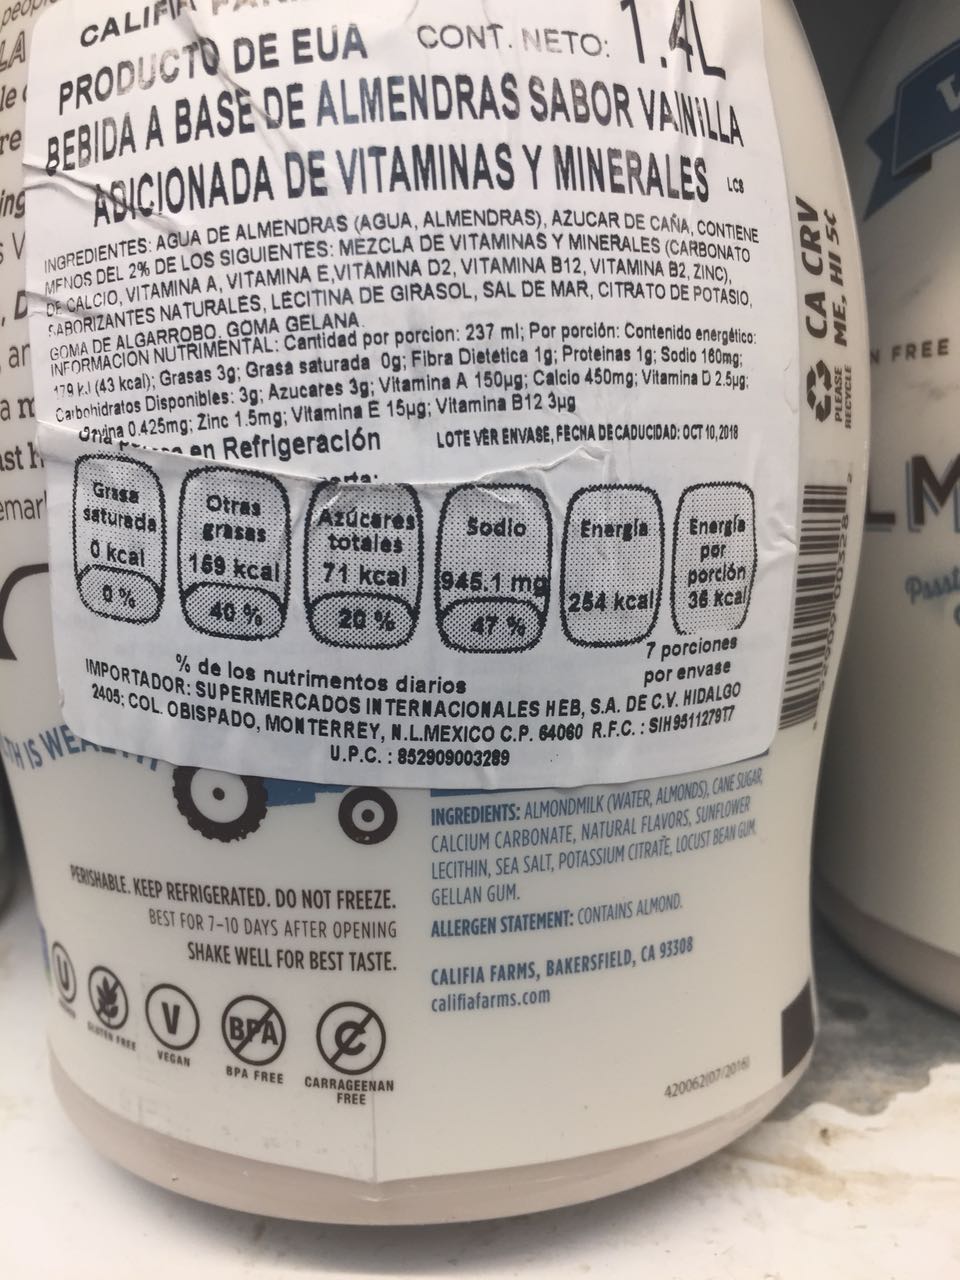 CALIFIA
PRODUCTO DE EUA CONT. NETO: 1.4L
BEBIDA A BASE DE ALMENDRAS SABOR VAINILLA
ADICIONADA DE VITAMINAS Y MINERALES LCS
INGREDIENTES: AGUA DE ALMENDRAS (AGUA, ALMENDRAS), AZUCAR DE CAÑA, CONTIENE
MENOS DEL 2% DE LOS SIGUIENTES: MEZCLA DE VITAMINAS Y MINERALES (CARBONATO
DE CALCIO, VITAMINA A, VITAMINA E, VITAMINA D2, VITAMINA B12, VITAMINA B2, ZINC),
SABORIZANTES NATURALES, LECITINA DE GIRASOL, SAL DE MAR, CITRATO DE POTASIO,
GOMA DE ALGARROBO. GOMA GELANA
INFORMACION NUTRIMENTAL: Cantidad por porcion: 237 ml; Por porción: Contenido energético:
179 kJ (43 kcal); Grasas 3g; Grasa saturada 0g; Fibra Dietética 1g; Proteinas 1g; Sodio 160mg;
Carbohidratos Disponibles: 3g; Azucares 3g; Vitamina A 150µg; Calcio 450mg; Vitamina D 2.5µg;
0.425mg; Zinc 1.5mg; Vitamina E 15µg; Vitamina B12 3µg
en Refrigeración LOTE VER ENVASE, FECHA DE CADUCIDAD: OCT 10, 2018
Grasa saturada 0 kcal 0 %
Otras grasas 159 kcal 40 %
Azúcares totales 71 kcal 20 %
Sodio 945.1 mg 47 %
Energía 254 kcal
Energía por porción 36 kcal
% de los nutrimentos diarios
7 porciones
por envase
IMPORTADOR: SUPERMERCADOS INTERNACIONALES HEB, S.A. DE C.V. HIDALGO
2405; COL. OBISPADO, MONTERREY, N.L.MEXICO C.P. 64060 R.F.C. : SIH9511279T7
U.P.C. : 852909003289
CA CRV
ME, HI 5¢
PLEASE
RECYCLE
INGREDIENTS: ALMONDMILK (WATER, ALMONDS), CANE SUGAR,
CALCIUM CARBONATE, NATURAL FLAVORS, SUNFLOWER
LECITHIN, SEA SALT, POTASSIUM CITRATE, LOCUST BEAN GUM,
GELLAN GUM.
ALLERGEN STATEMENT: CONTAINS ALMOND.
CALIFIA FARMS, BAKERSFIELD, CA 93308
califiafarms.com
PERISHABLE. KEEP REFRIGERATED. DO NOT FREEZE.
BEST FOR 7-10 DAYS AFTER OPENING
SHAKE WELL FOR BEST TASTE.
U
GLUTEN FREE
V
VEGAN
BPA
BPA FREE
C
CARRAGEENAN
FREE
420062(07/2016)
FREE